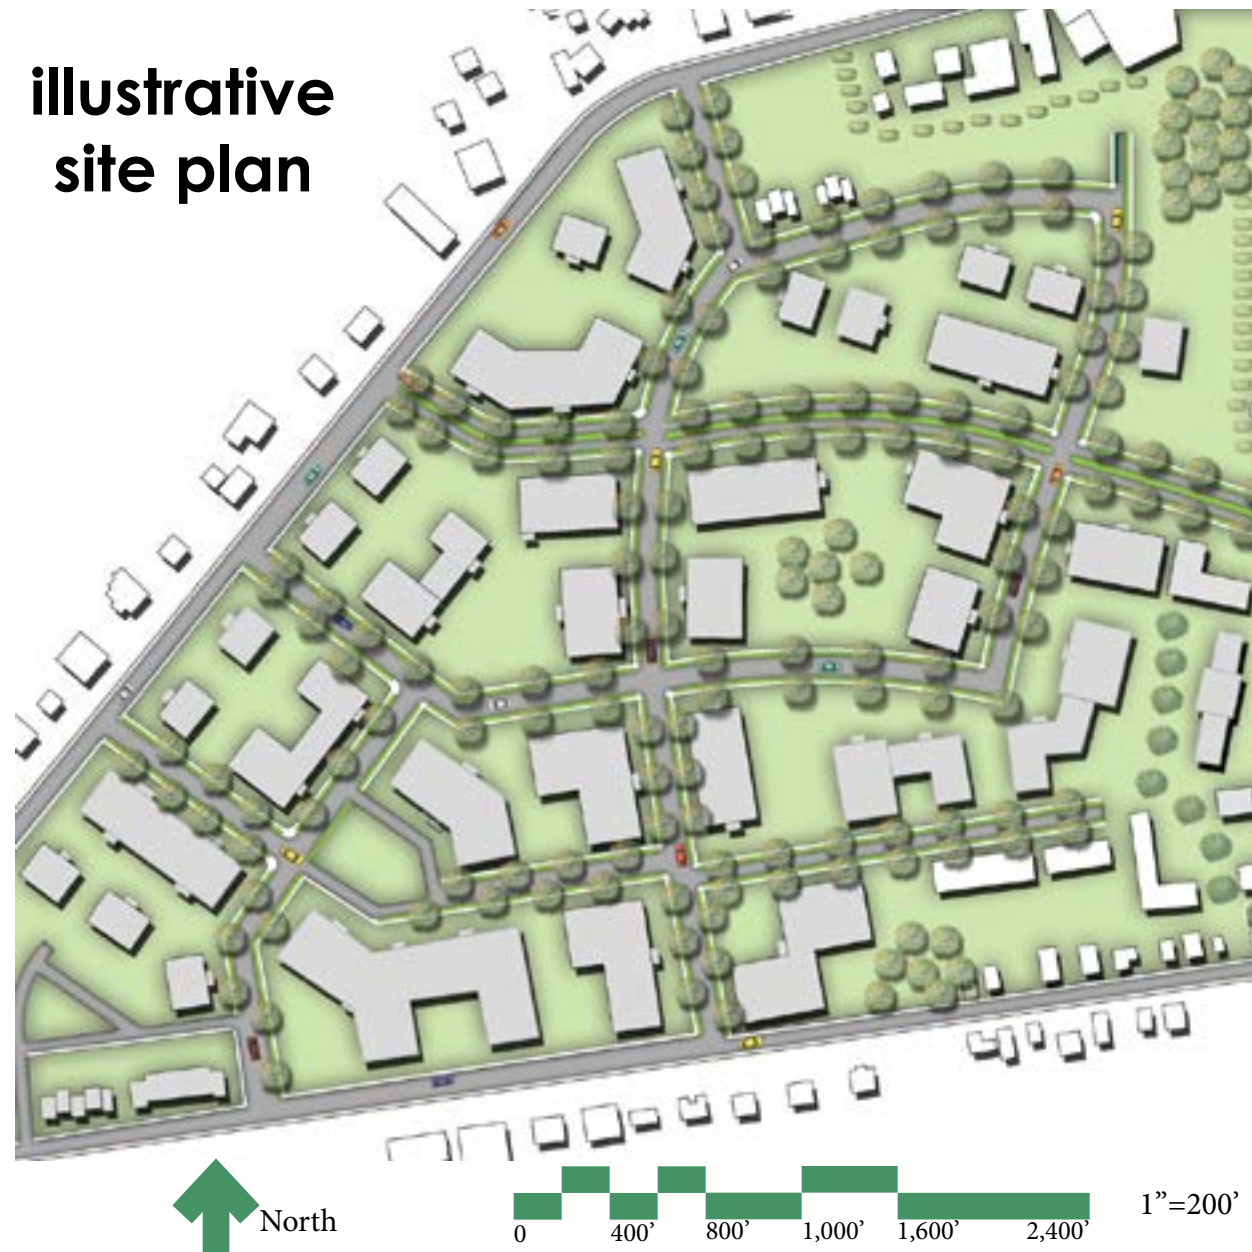 illustrative
site plan
North
0 400’ 800’ 1,000’ 1,600’ 2,400’
1”=200’